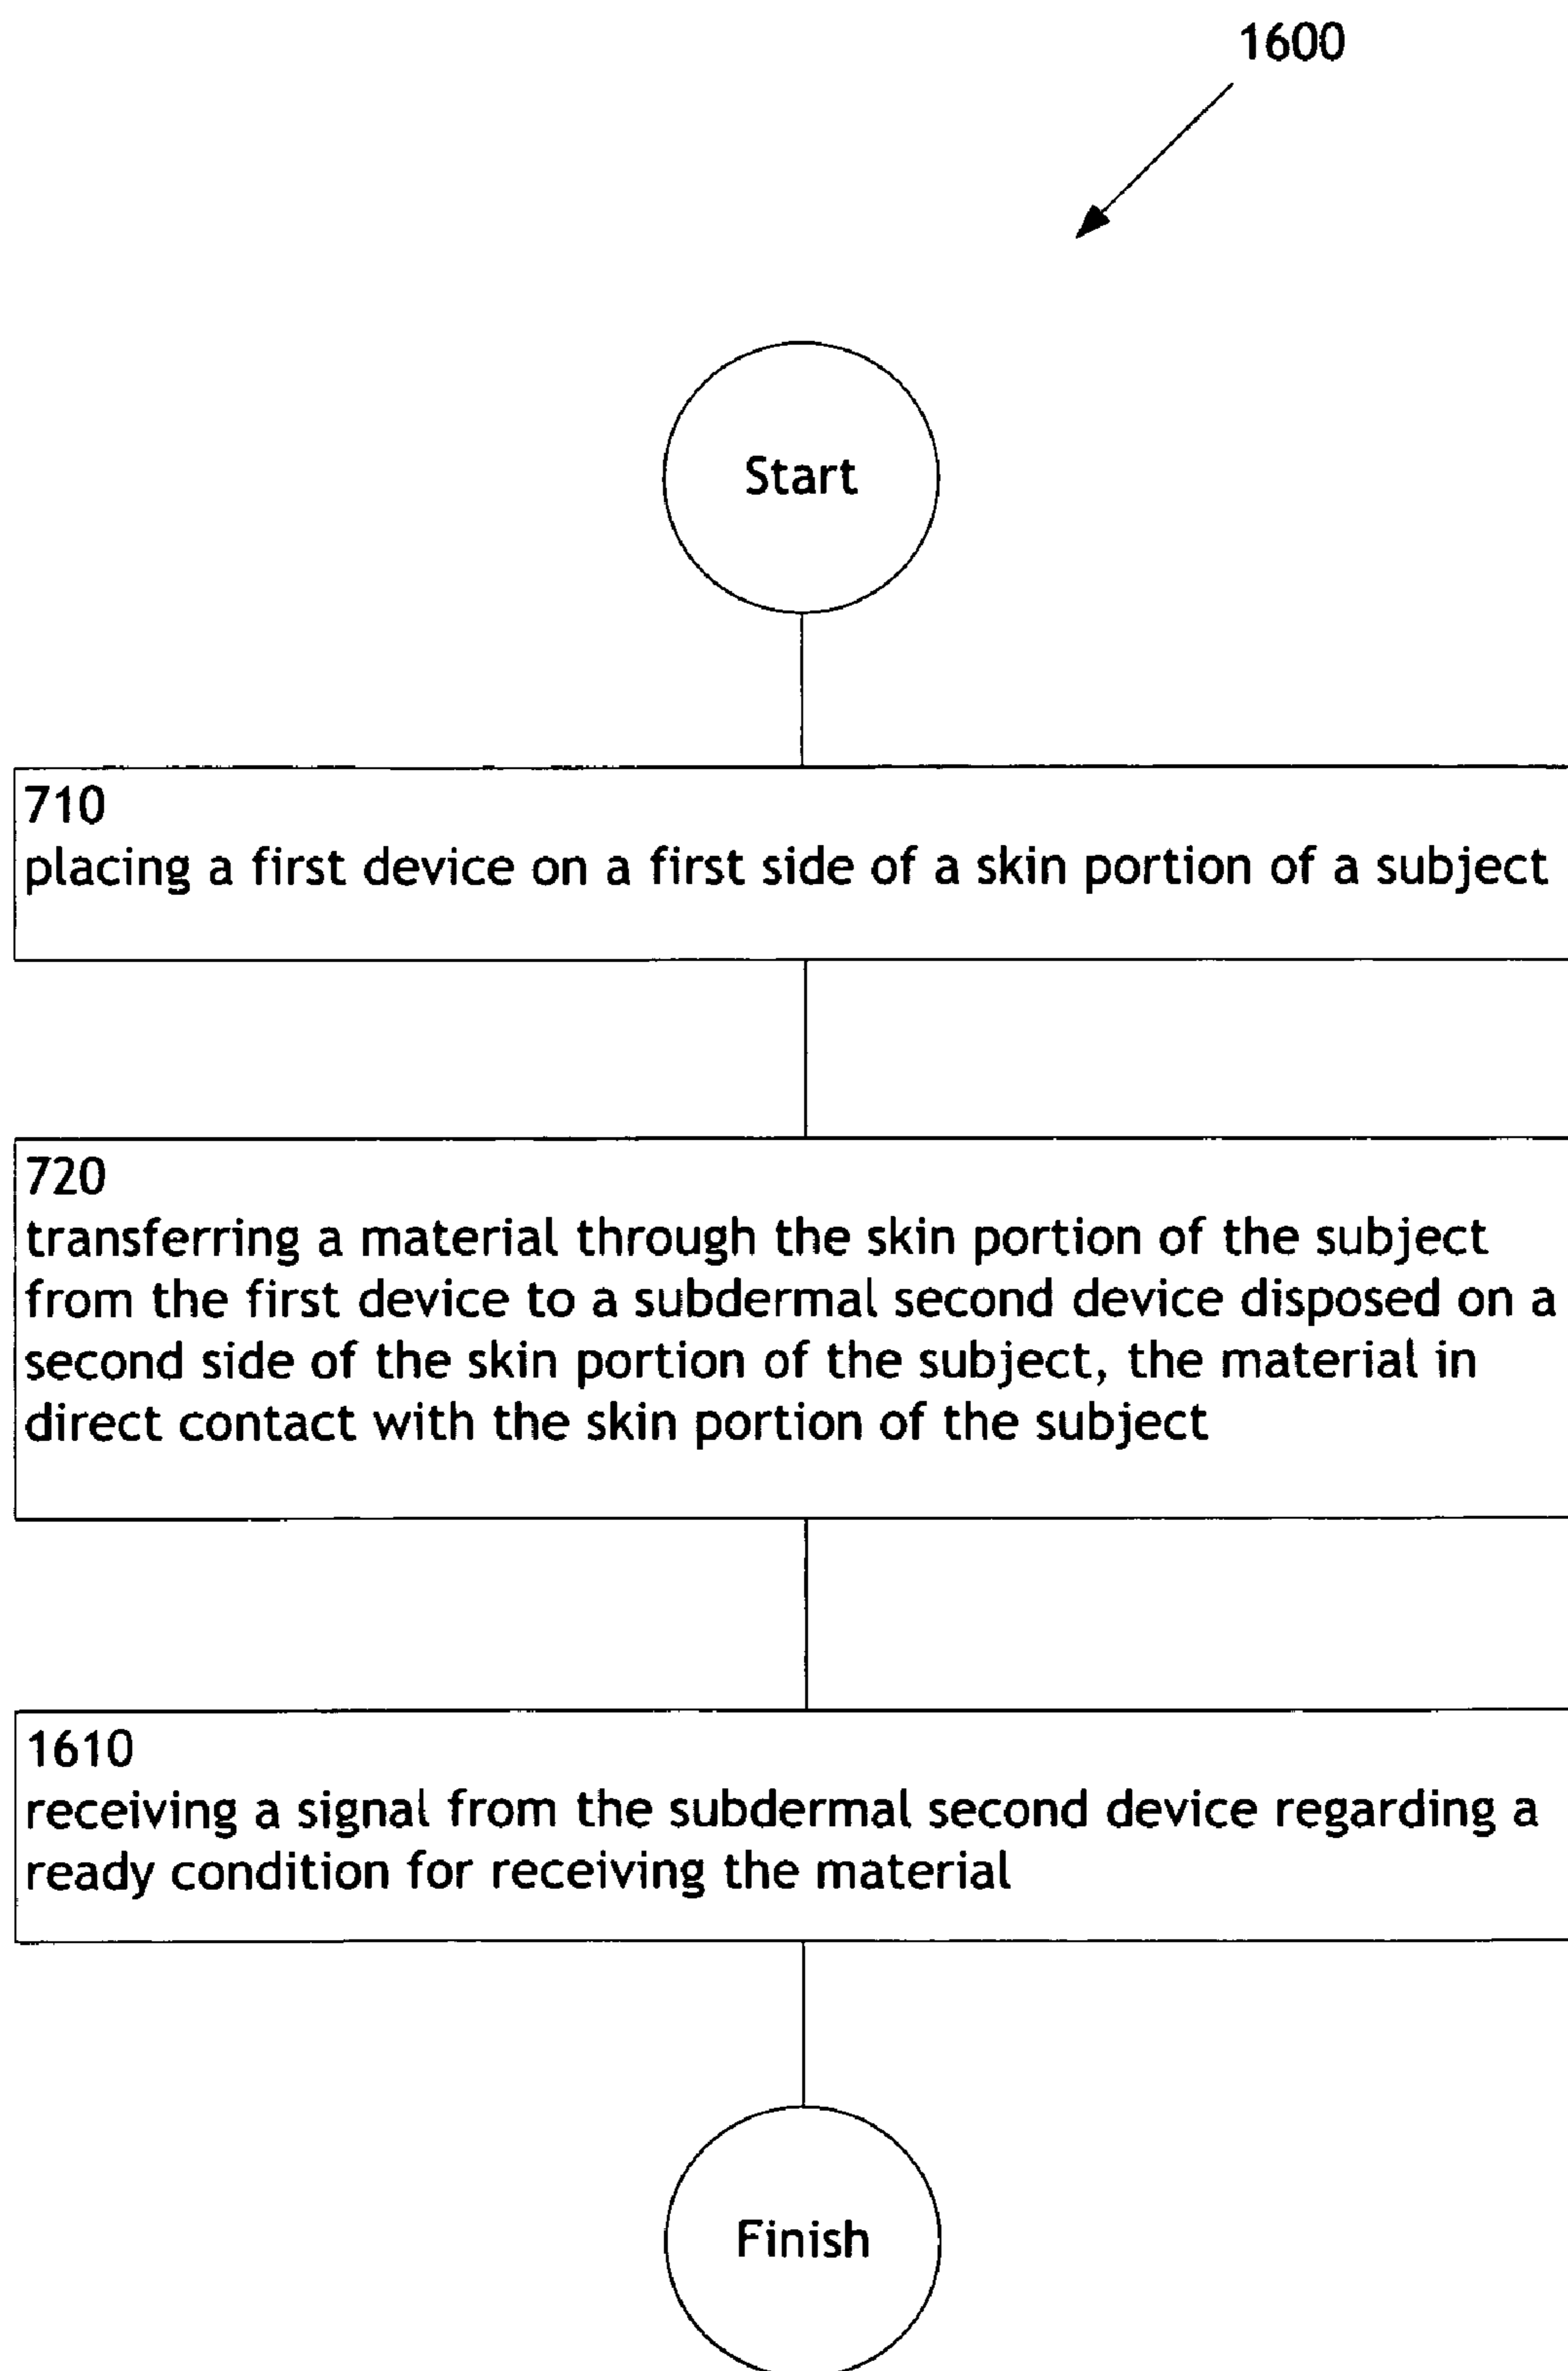 1600
Start
710
placing a first device on a first side of a skin portion of a subject
720
transferring a material through the skin portion of the subject
from the first device to a subdermal second device disposed on a
second side of the skin portion of the subject, the material in
direct contact with the skin portion of the subject
1610
receiving a signal from the subdermal second device regarding a
ready condition for receiving the material
Finish